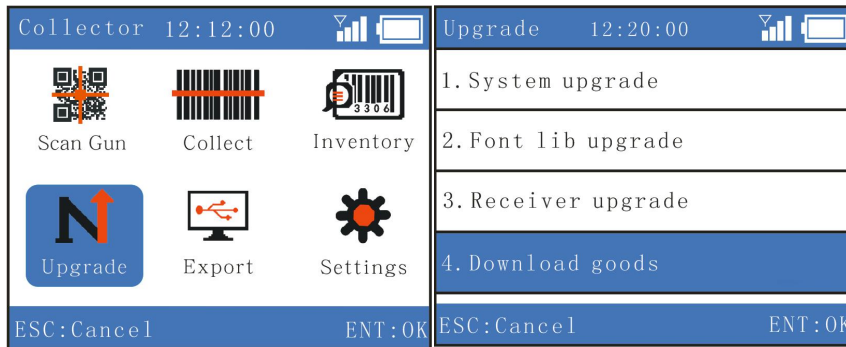 Collector 12:12:00
Scan Gun Collect Inventory
3306
Upgrade Export Settings
ESC:Cancel ENT:OK
Upgrade 12:20:00
1.System upgrade
2.Font lib upgrade
3.Receiver upgrade
4.Download goods
ESC:Cancel ENT:OK